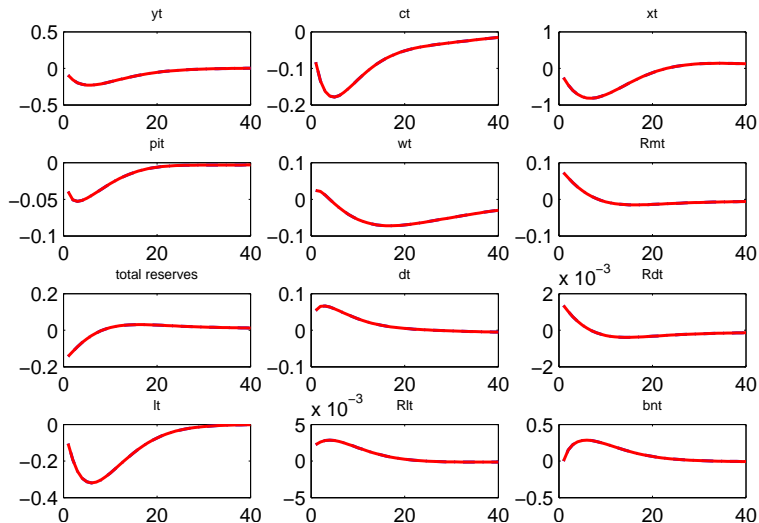 yt ct xt
0.5 0 1
0 −0.1 0
−0.5 −0.2 −1
0 20 40 0 20 40 0 20 40
pit wt Rmt
0 0.1 0.1
−0.05 0 0
−0.1 −0.1 −0.1
0 20 40 0 20 40 0 20 40
total reserves dt Rdt
x 10⁻³
0.2 0.1 2
0 0 0
−0.2 −0.1 −2
0 20 40 0 20 40 0 20 40
lt Rlt bnt
x 10⁻³
0 5 0.5
−0.2 0 0
−0.4 −5 −0.5
0 20 40 0 20 40 0 20 40